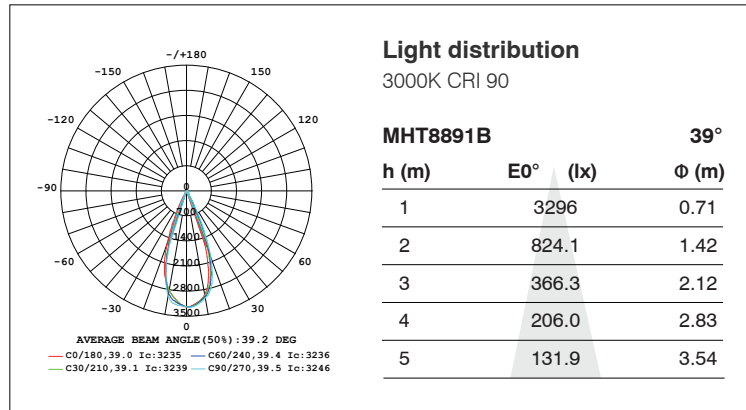 -/+180
-150 150
-120 120
-90
-60 60
-30 30
0
0
700
1400
2100
2800
3500
AVERAGE BEAM ANGLE(50%):39.2 DEG
C0/180,39.0 Ic:3235 C60/240,39.4 Ic:3236
C30/210,39.1 Ic:3239 C90/270,39.5 Ic:3246
Light distribution
3000K CRI 90
MHT8891B 39°
h (m) E0° (lx) Φ (m)
1 3296 0.71
2 824.1 1.42
3 366.3 2.12
4 206.0 2.83
5 131.9 3.54